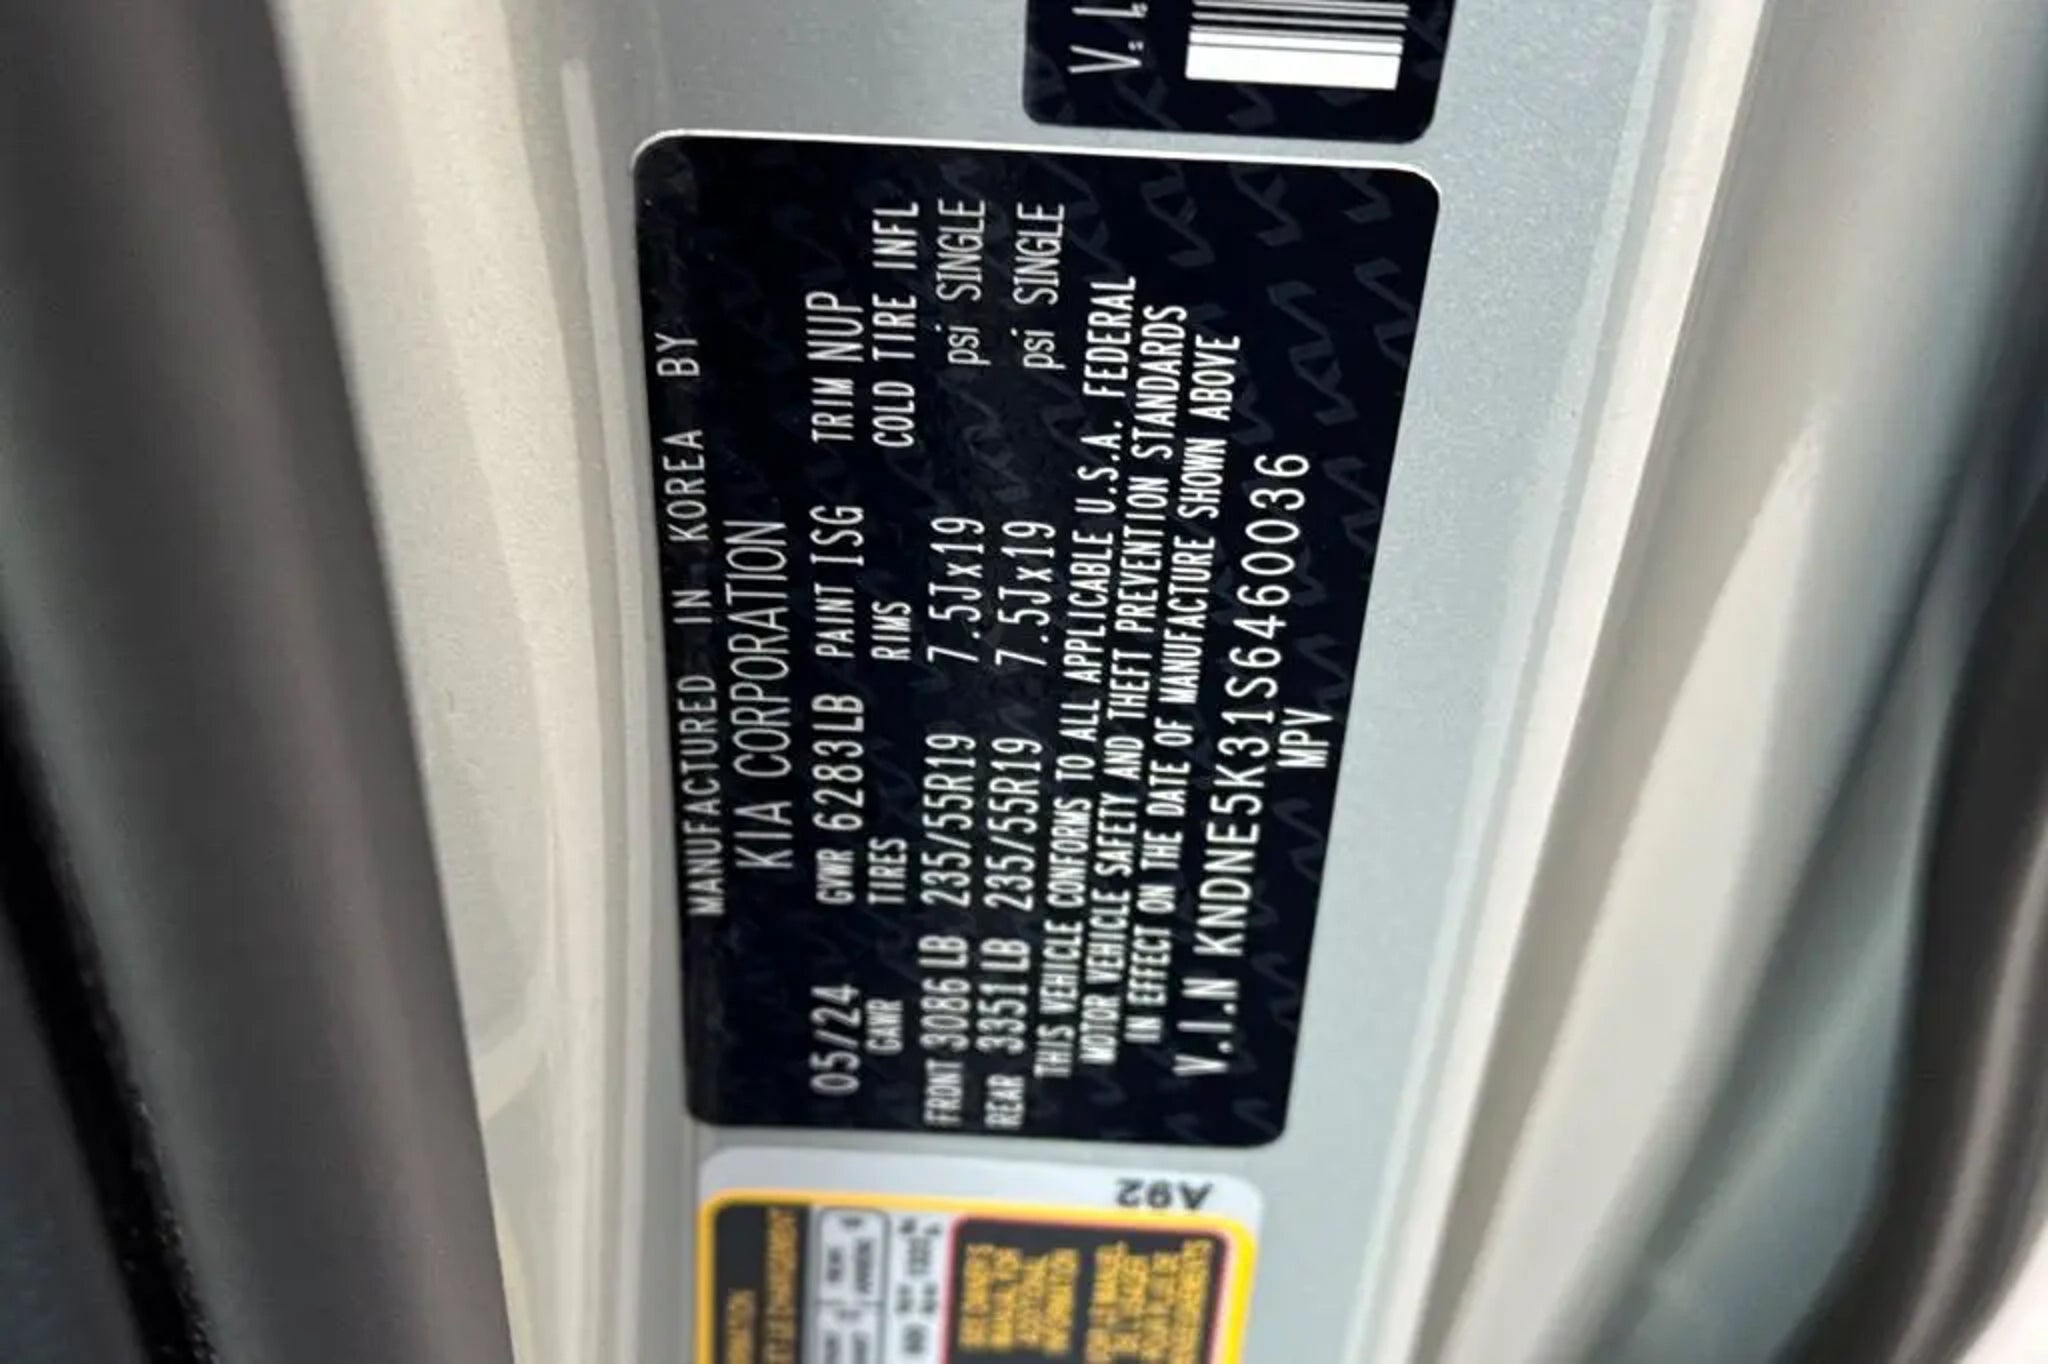 MANUFACTURED IN KOREA BY
KIA CORPORATION
05/24 GVWR 6283LB PAINT ISG TRIM NUP
GAWR TIRES RIMS COLD TIRE INFL
FRONT 3086 LB 235/55R19 7.5Jx19 psi SINGLE
REAR 3351 LB 235/55R19 7.5Jx19 psi SINGLE
THIS VEHICLE CONFORMS TO ALL APPLICABLE U.S.A. FEDERAL
MOTOR VEHICLE SAFETY AND THEFT PREVENTION STANDARDS
IN EFFECT ON THE DATE OF MANUFACTURE SHOWN ABOVE
V.I.N KNDNE5K31S6460036
MPV
A92